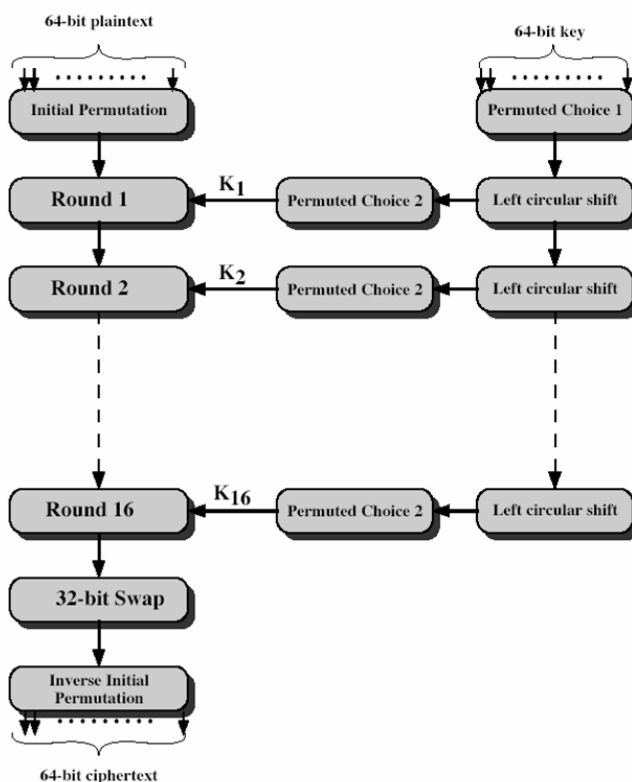 64-bit plaintext
64-bit key
Initial Permutation
Permuted Choice 1
Round 1
K1
Permuted Choice 2
Left circular shift
Round 2
K2
Permuted Choice 2
Left circular shift
Round 16
K16
Permuted Choice 2
Left circular shift
32-bit Swap
Inverse Initial
Permutation
64-bit ciphertext